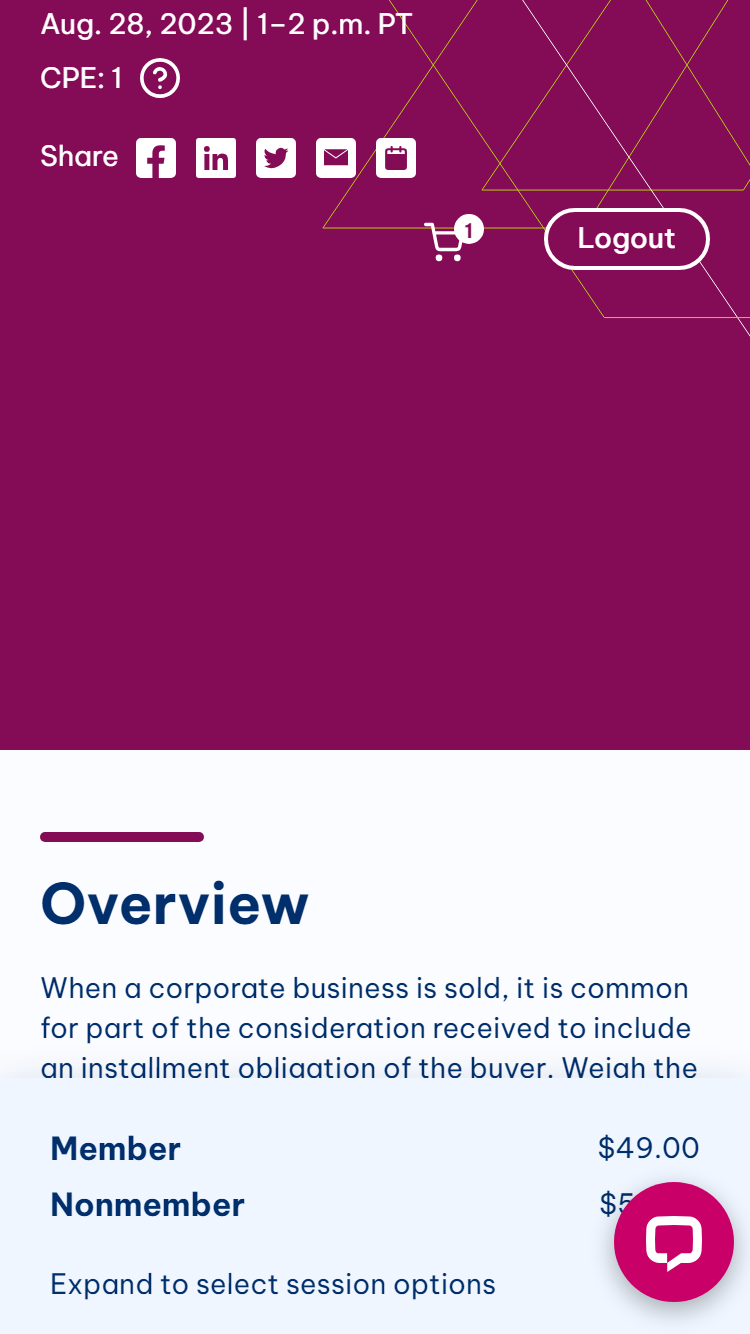 Aug. 28, 2023 | 1–2 p.m. PT
CPE: 1 ?
Share
1
Logout
Overview
When a corporate business is sold, it is common
for part of the consideration received to include
an installment obligation of the buyer. Weigh the
Member $49.00
Nonmember
Expand to select session options